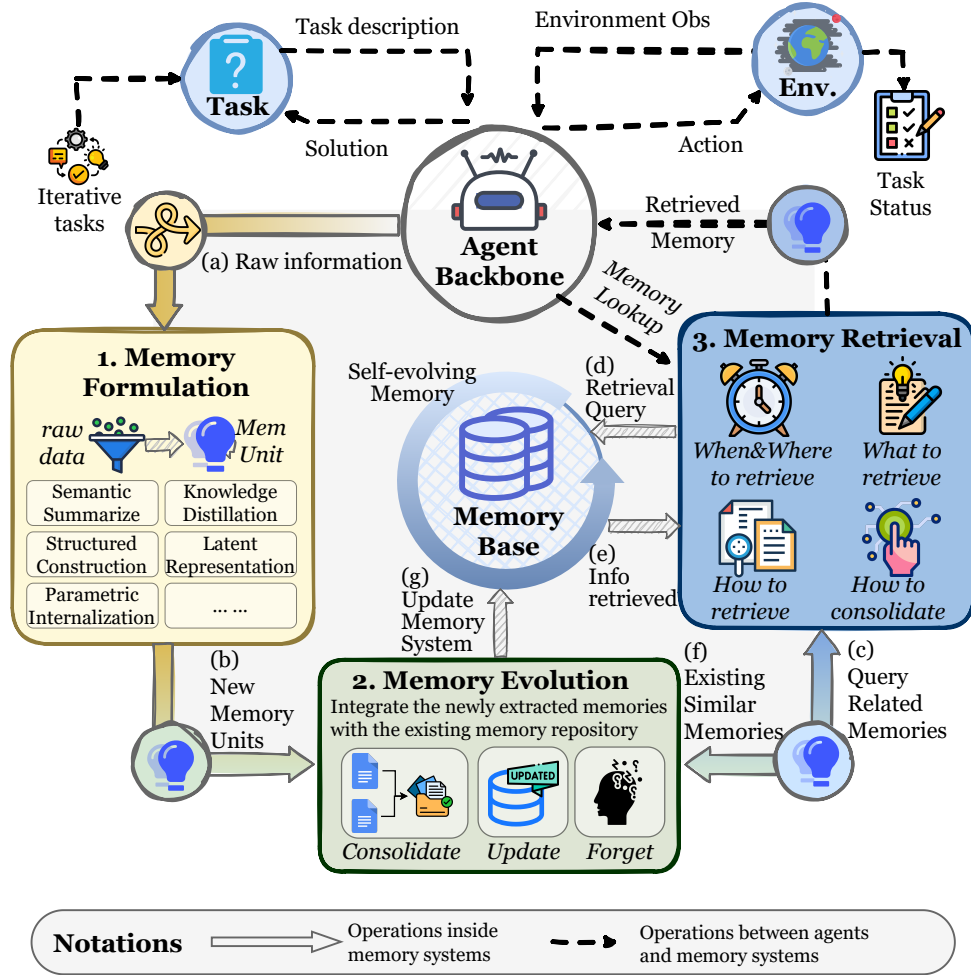 Task description
Environment Obs
Task
Env.
Solution
Action
Iterative
tasks
Task
Status
Agent
Backbone
Retrieved
Memory
(a) Raw information
Memory
Lookup
1. Memory
Formulation
raw
data
Mem
Unit
Semantic
Summarize
Knowledge
Distillation
Structured
Construction
Latent
Representation
Parametric
Internalization
... ...
Self-evolving
Memory
Memory
Base
(d)
Retrieval
Query
(e)
Info
retrieved
3. Memory Retrieval
When&Where
to retrieve
What to
retrieve
How to
retrieve
How to
consolidate
(g)
Update
Memory
System
(b)
New
Memory
Units
(f)
Existing
Similar
Memories
(c)
Query
Related
Memories
2. Memory Evolution
Integrate the newly extracted memories
with the existing memory repository
UPDATED
Consolidate
Update
Forget
Notations
Operations inside
memory systems
Operations between agents
and memory systems